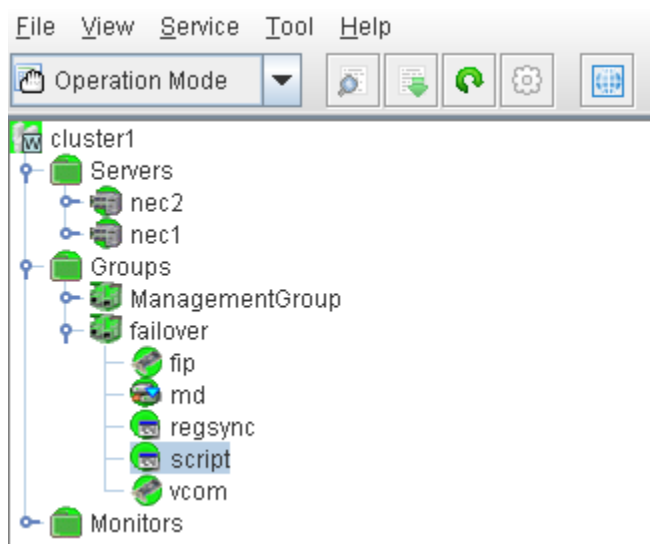 File View Service Tool Help
Operation Mode
cluster1
Servers
nec2
nec1
Groups
ManagementGroup
failover
fip
md
regsync
script
vcom
Monitors